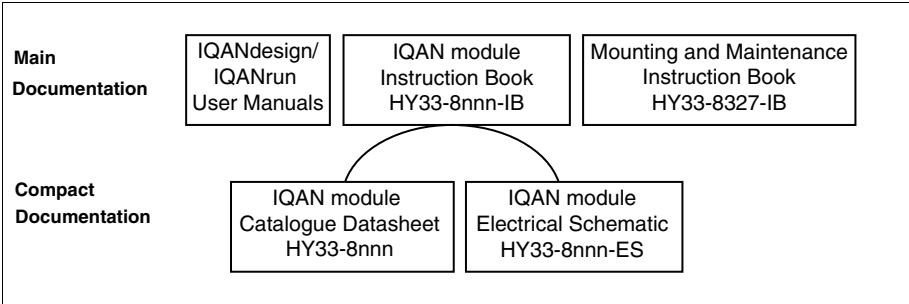 Main
Documentation
IQANdesign/
IQANrun
User Manuals
IQAN module
Instruction Book
HY33-8nnn-IB
Mounting and Maintenance
Instruction Book
HY33-8327-IB
Compact
Documentation
IQAN module
Catalogue Datasheet
HY33-8nnn
IQAN module
Electrical Schematic
HY33-8nnn-ES